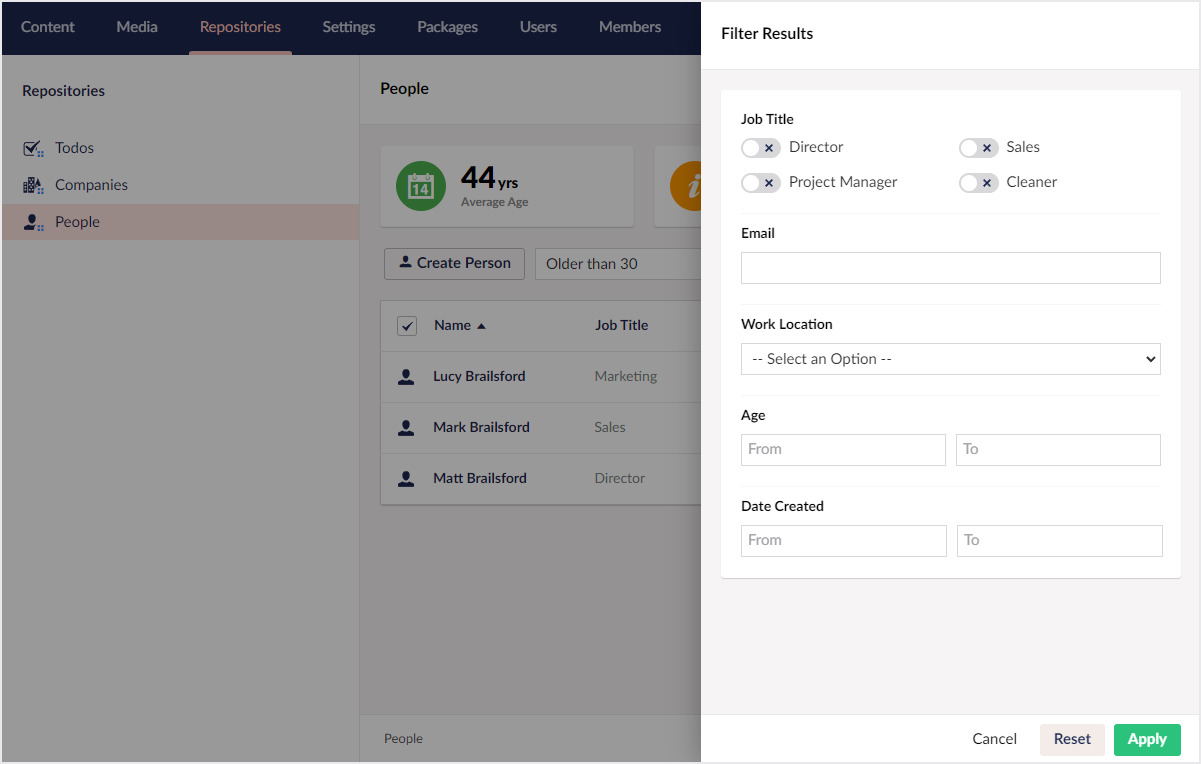 Content Media Repositories Settings Packages Users Members
Repositories
Todos
Companies
People
People
14
44 yrs
Average Age
i
Create Person
Older than 30
Name Job Title
Lucy Brailsford Marketing
Mark Brailsford Sales
Matt Brailsford Director
People
Filter Results
Job Title
Director Sales
Project Manager Cleaner
Email
Work Location
-- Select an Option --
Age
From To
Date Created
From To
Cancel Reset Apply